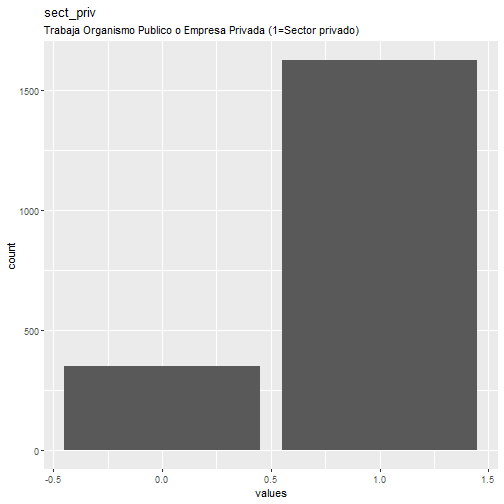 sect_priv
Trabaja Organismo Publico o Empresa Privada (1=Sector privado)
1500
1000
500
0
count
-0.5
0.0
0.5
1.0
1.5
values